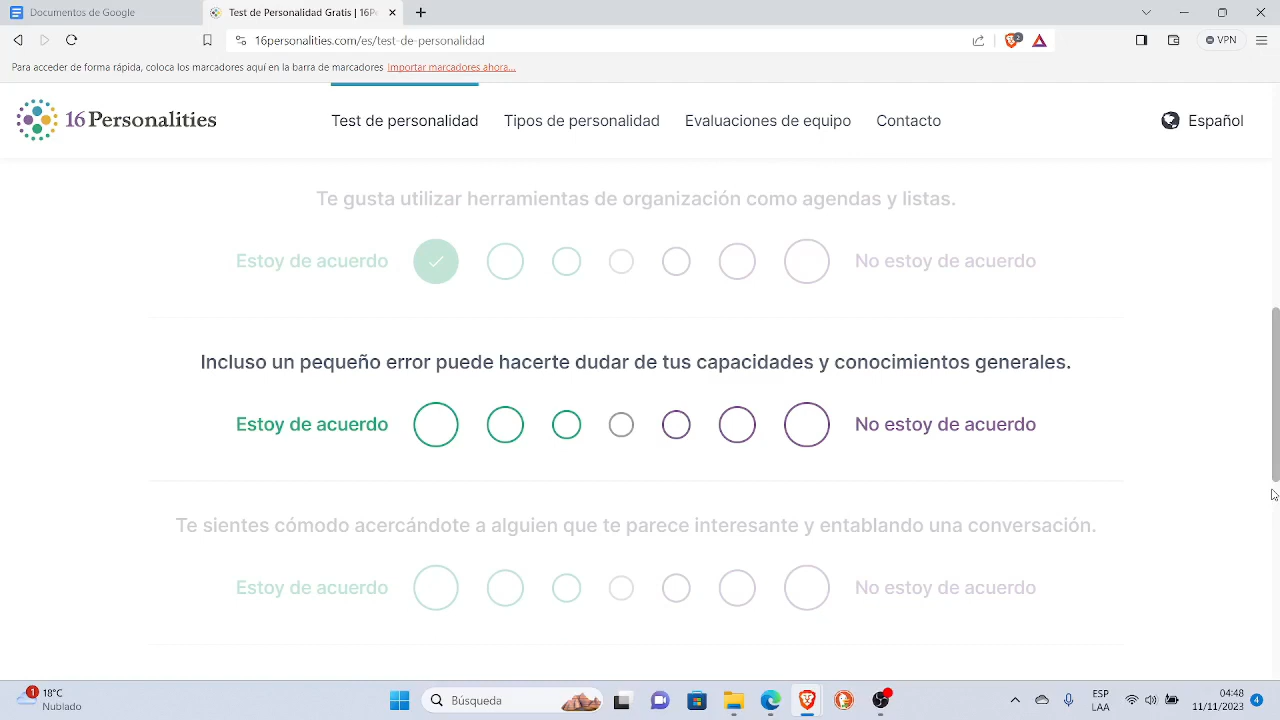 Documentos de Google
Test de Personalidad Gratis | 16P
16personalities.com/es/test-de-personalidad
2
VPN
Para acceder de forma rápida, coloca los marcadores aquí en la barra de marcadores Importar marcadores ahora...
16Personalities
Test de personalidad
Tipos de personalidad
Evaluaciones de equipo
Contacto
Español
Te gusta utilizar herramientas de organización como agendas y listas.
Estoy de acuerdo
No estoy de acuerdo
Incluso un pequeño error puede hacerte dudar de tus capacidades y conocimientos generales.
Estoy de acuerdo
No estoy de acuerdo
Te sientes cómodo acercándote a alguien que te parece interesante y entablando una conversación.
Estoy de acuerdo
No estoy de acuerdo
1
18°C
Nublado
Búsqueda
ESP
LAA
04:58
11/11/2023
4